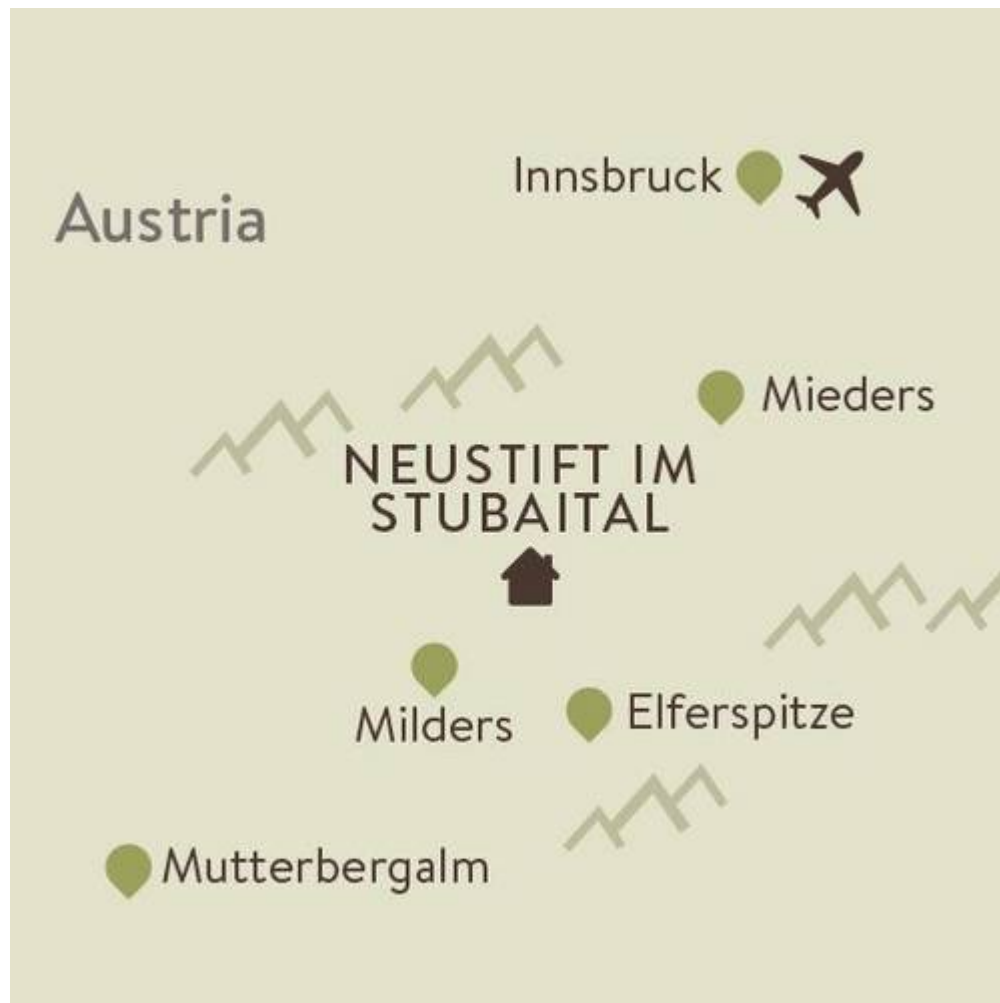 Innsbruck
Austria
Mieders
NEUSTIFT IM
STUBAITAL
Milders
Elferspitze
Mutterbergalm